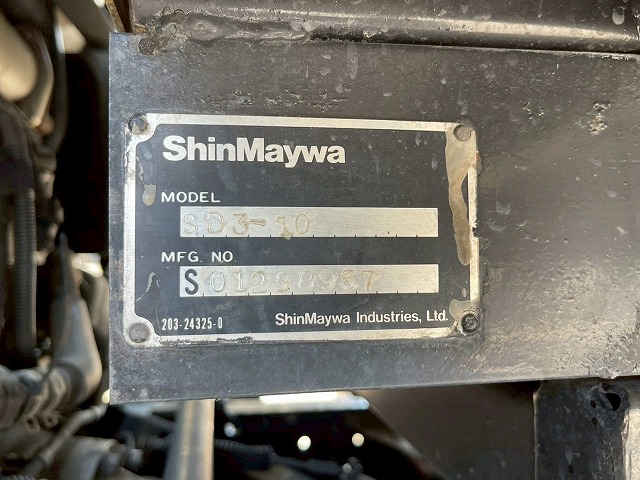 ShinMaywa
MODEL
SD3-10
MFG. NO.
S
203-24325-0
ShinMaywa Industries, Ltd.